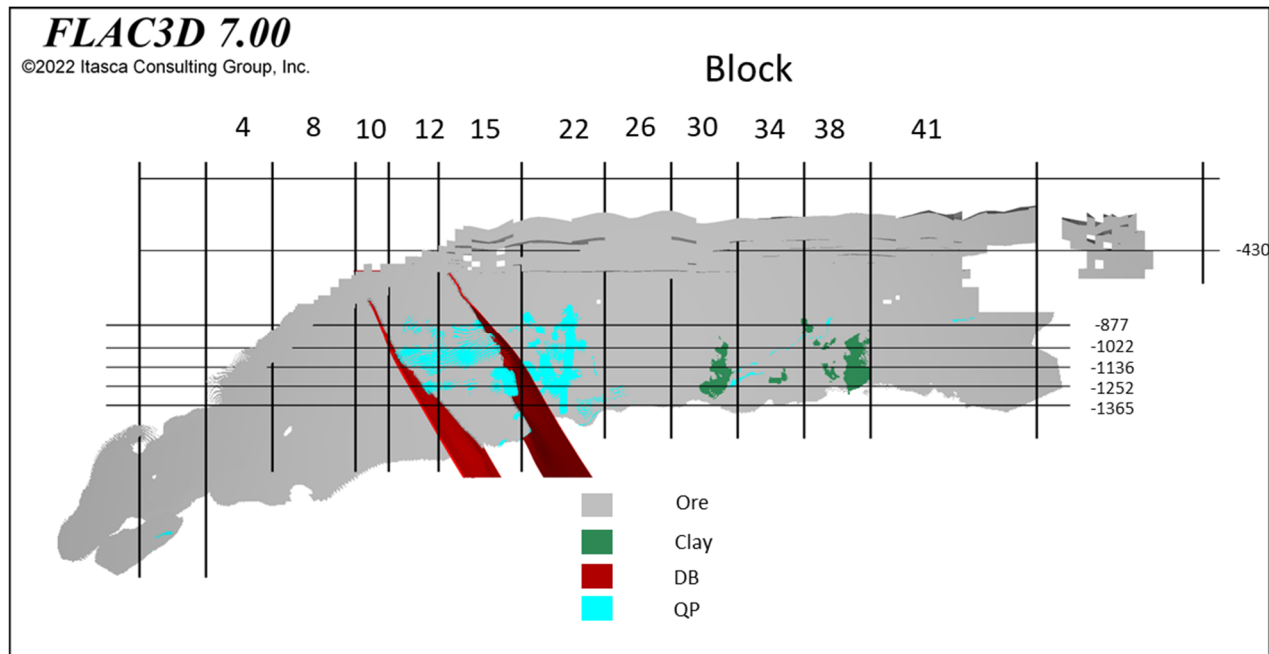 FLAC3D 7.00
©2022 Itasca Consulting Group, Inc.
Block
4 8 10 12 15 22 26 30 34 38 41
-430
-877
-1022
-1136
-1252
-1365
Ore
Clay
DB
QP